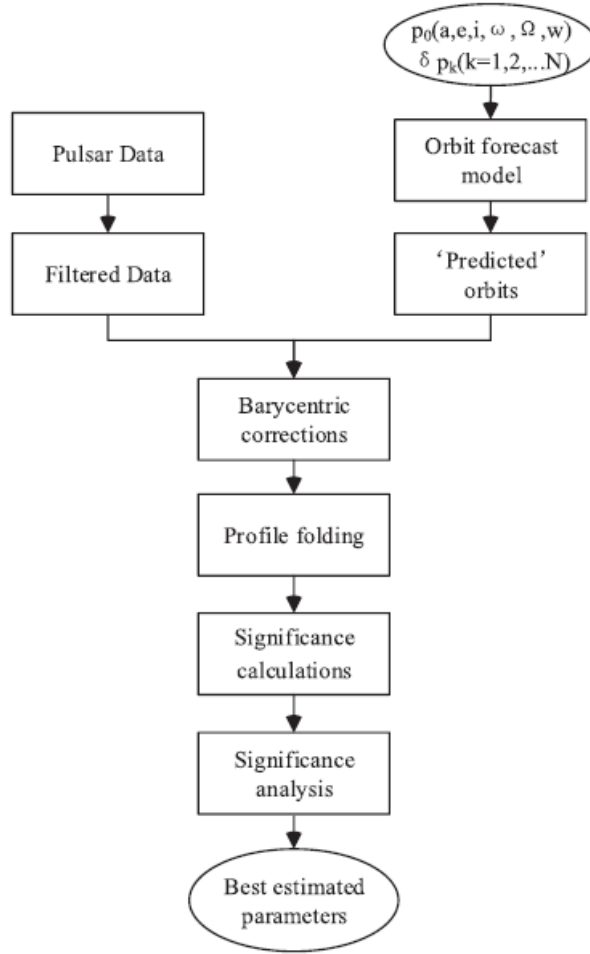 p₀(a,e,i,ω,Ω,w)
δ pₖ(k=1,2,...N)
Pulsar Data
Orbit forecast
model
Filtered Data
‘Predicted’
orbits
Barycentric
corrections
Profile folding
Significance
calculations
Significance
analysis
Best estimated
parameters